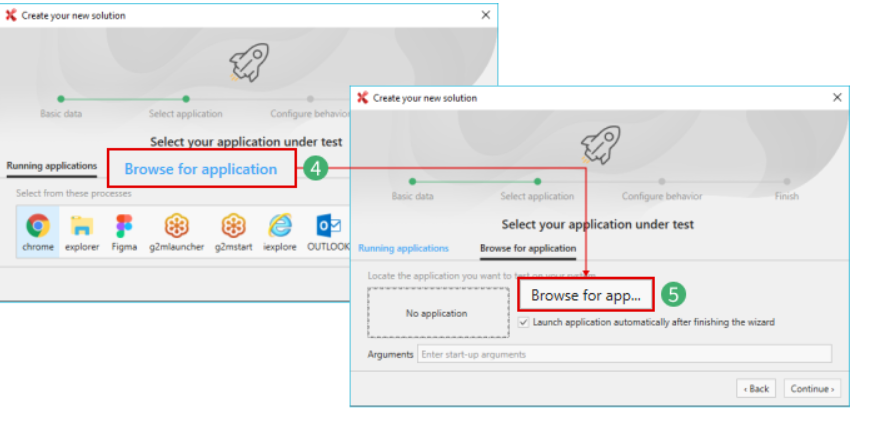 Create your new solution
Basic data
Select application
Configure behavior
Select your application under test
Running applications
Browse for application
4
Select from these processes
chrome
explorer
Figma
g2mlauncher
g2mstart
iexplore
OUTLOOK
Create your new solution
Basic data
Select application
Configure behavior
Finish
Select your application under test
Running applications
Browse for application
Locate the application you want to test on your system
Browse for app...
5
No application
Launch application automatically after finishing the wizard
Arguments
Enter start-up arguments
‹ Back
Continue ›